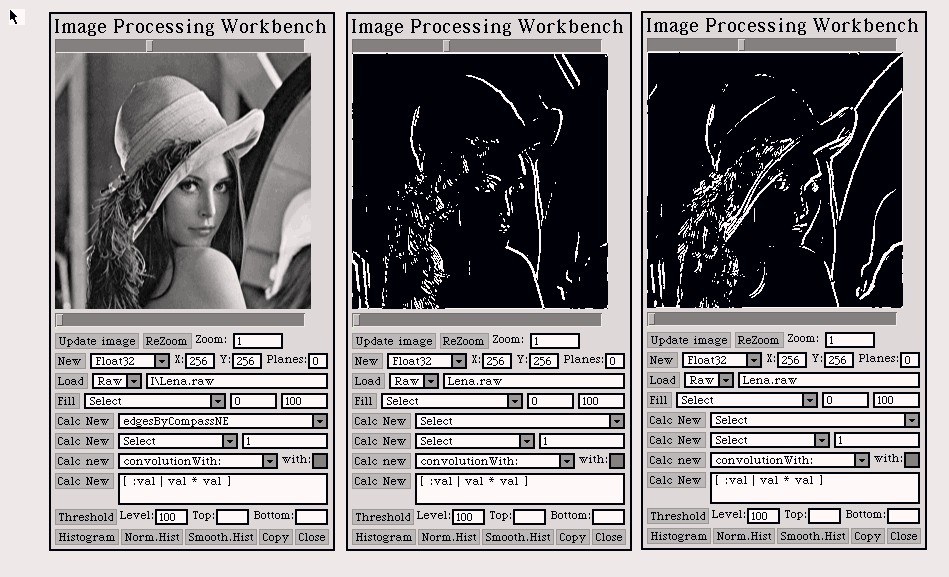 Image Processing Workbench
Update image ReZoom Zoom: 1
New Float32 X: 256 Y: 256 Planes: 0
Load Raw I\Lena.raw
Fill Select 0 100
Calc New edgesByCompassNE
Calc New Select 1
Calc new convolutionWith: with:
Calc New [ :val | val * val ]
Threshold Level: 100 Top: Bottom:
Histogram Norm.Hist Smooth.Hist Copy Close
Image Processing Workbench
Update image ReZoom Zoom: 1
New Float32 X: 256 Y: 256 Planes: 0
Load Raw Lena.raw
Fill Select 0 100
Calc New Select
Calc New Select 1
Calc new convolutionWith: with:
Calc New [ :val | val * val ]
Threshold Level: 100 Top: Bottom:
Histogram Norm.Hist Smooth.Hist Copy Close
Image Processing Workbench
Update image ReZoom Zoom: 1
New Float32 X: 256 Y: 256 Planes: 0
Load Raw Lena.raw
Fill Select 0 100
Calc New Select
Calc New Select 1
Calc new convolutionWith: with:
Calc New [ :val | val * val ]
Threshold Level: 100 Top: Bottom:
Histogram Norm.Hist Smooth.Hist Copy Close